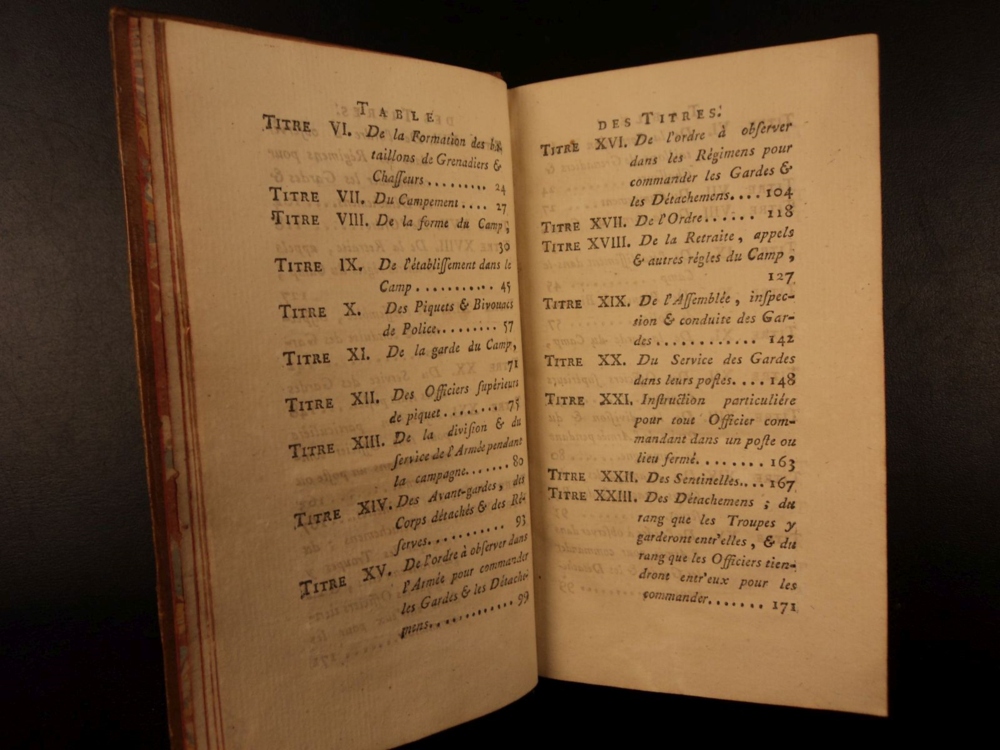 TABLE
TITRE VI. De la Formation des ba-
taillons de Grenadiers &
Chaſſeurs ......... 24
TITRE VII. Du Campement .... 27
TITRE VIII. De la forme du Camp,
36
TITRE IX. De l'établiſſement dans le
Camp .......... 45
TITRE X. Des Piquets & Bivouacs
de Police......... 57
TITRE XI. De la garde du Camp,
71
TITRE XII. Des Officiers ſupérieurs
de piquet ......... 75
TITRE XIII. De la diviſion & du
ſervice de l'Armée pendant
la campagne....... 80
TITRE XIV. Des Avant-gardes, des
Corps détachés & des Ré-
ſerves........... 93
TITRE XV. De l'ordre à obſerver dans
l'Armée pour commander
les Gardes & les Détache-
mens............. 99
DES TITRES.
TITRE XVI. De l'ordre à obſerver
dans les Régimens pour
commander les Gardes &
les Détachemens.... 104
TITRE XVII. De l'Ordre...... 118
TITRE XVIII. De la Retraite, appels
& autres règles du Camp,
127
TITRE XIX. De l'Aſſemblée, inſpec-
tion & conduite des Gar-
des ............ 142
TITRE XX. Du Service des Gardes
dans leurs poſtes.... 148
TITRE XXI. Inſtruction particuliére
pour tout Officier com-
mandant dans un poſte ou
lieu fermé........ 163
TITRE XXII. Des Sentinelles... 167
TITRE XXIII. Des Détachemens ; du
rang que les Troupes y
garderont entr'elles, & du
rang que les Officiers tien-
dront entr'eux pour les
commander....... 171